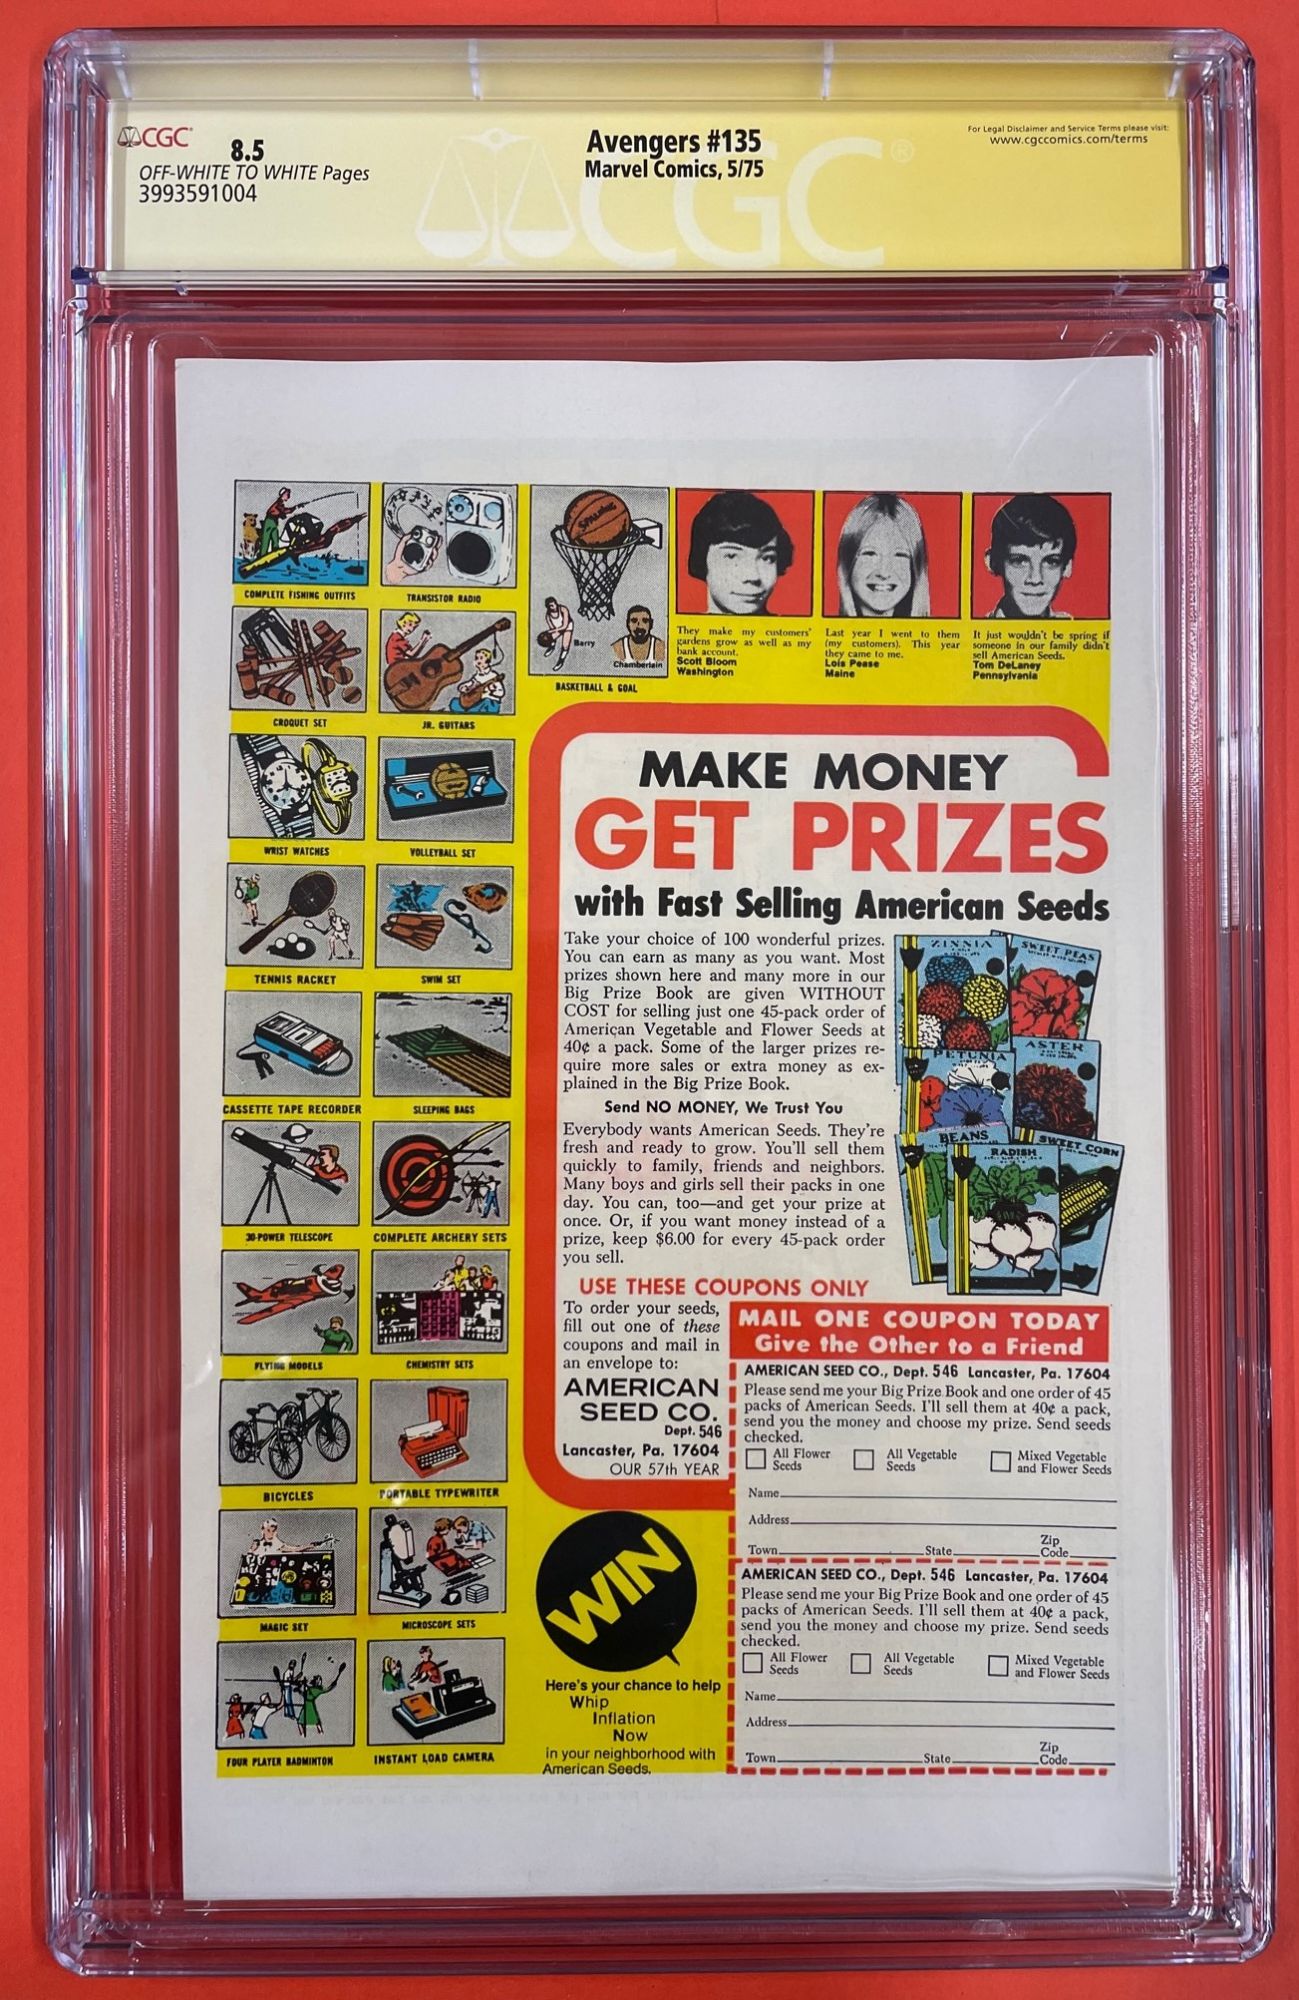 CGC
8.5
OFF-WHITE TO WHITE Pages
3993591004
Avengers #135
Marvel Comics, 5/75
For Legal Disclaimer and Service Terms please visit:
www.cgccomics.com/terms
CGC®
COMPLETE FISHING OUTFITS
TRANSISTOR RADIO
CROQUET SET
JR. GUITARS
Spalding
Barry
Chamberlain
BASKETBALL & GOAL
They make my customers'
gardens grow as well as my
bank account.
Scott Bloom
Washington
Last year I went to them
(my customers). This year
they came to me.
Lois Pease
Maine
It just wouldn't be spring if
someone in our family didn't
sell American Seeds.
Tom DeLaney
Pennsylvania
WRIST WATCHES
VOLLEYBALL SET
TENNIS RACKET
SWIM SET
CASSETTE TAPE RECORDER
SLEEPING BAGS
30-POWER TELESCOPE
COMPLETE ARCHERY SETS
FLYING MODELS
CHEMISTRY SETS
BICYCLES
PORTABLE TYPEWRITER
MAGIC SET
MICROSCOPE SETS
FOUR PLAYER BADMINTON
INSTANT LOAD CAMERA
MAKE MONEY
GET PRIZES
with Fast Selling American Seeds
Take your choice of 100 wonderful prizes.
You can earn as many as you want. Most
prizes shown here and many more in our
Big Prize Book are given WITHOUT
COST for selling just one 45-pack order of
American Vegetable and Flower Seeds at
40¢ a pack. Some of the larger prizes re-
quire more sales or extra money as ex-
plained in the Big Prize Book.
Send NO MONEY, We Trust You
Everybody wants American Seeds. They're
fresh and ready to grow. You'll sell them
quickly to family, friends and neighbors.
Many boys and girls sell their packs in one
day. You can, too—and get your prize at
once. Or, if you want money instead of a
prize, keep $6.00 for every 45-pack order
you sell.
ZINNIA
SWEET PEAS
PETUNIA
ASTER
BEANS
RADISH
SWEET CORN
USE THESE COUPONS ONLY
To order your seeds,
fill out one of these
coupons and mail in
an envelope to:
AMERICAN
SEED CO.
Dept. 546
Lancaster, Pa. 17604
OUR 57th YEAR
MAIL ONE COUPON TODAY
Give the Other to a Friend
AMERICAN SEED CO., Dept. 546 Lancaster, Pa. 17604
Please send me your Big Prize Book and one order of 45
packs of American Seeds. I'll sell them at 40¢ a pack,
send you the money and choose my prize. Send seeds
checked.
All Flower Seeds
All Vegetable Seeds
Mixed Vegetable and Flower Seeds
Name
Address
Town State Zip Code
AMERICAN SEED CO., Dept. 546 Lancaster, Pa. 17604
Please send me your Big Prize Book and one order of 45
packs of American Seeds. I'll sell them at 40¢ a pack,
send you the money and choose my prize. Send seeds
checked.
All Flower Seeds
All Vegetable Seeds
Mixed Vegetable and Flower Seeds
Name
Address
Town State Zip Code
WIN
Here's your chance to help
Whip
Inflation
Now
in your neighborhood with
American Seeds.